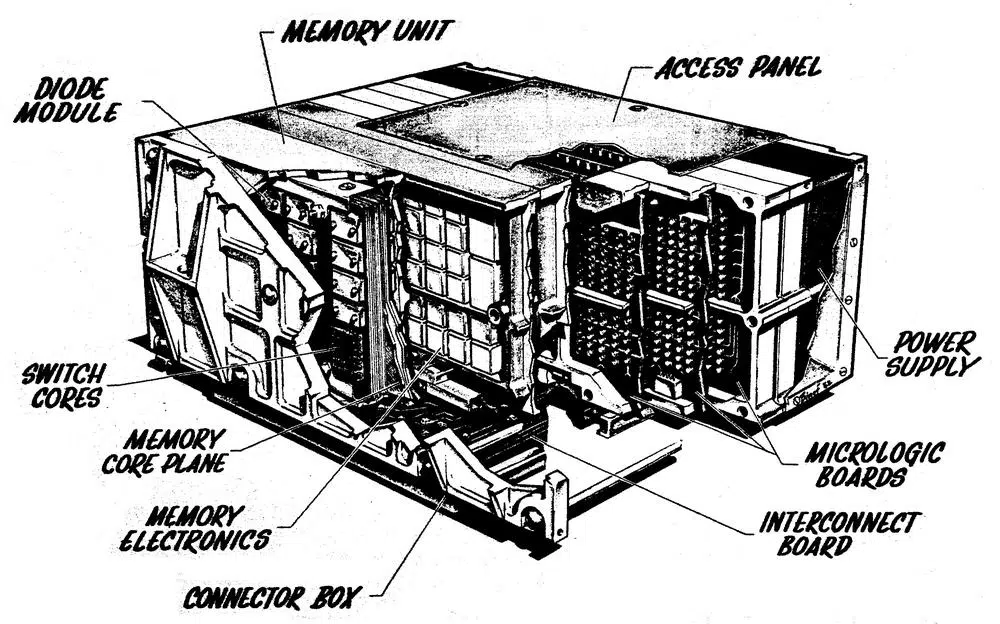 MEMORY UNIT
ACCESS PANEL
DIODE
MODULE
POWER
SUPPLY
SWITCH
CORES
MEMORY
CORE PLANE
MICROLOGIC
BOARDS
MEMORY
ELECTRONICS
INTERCONNECT
BOARD
CONNECTOR BOX